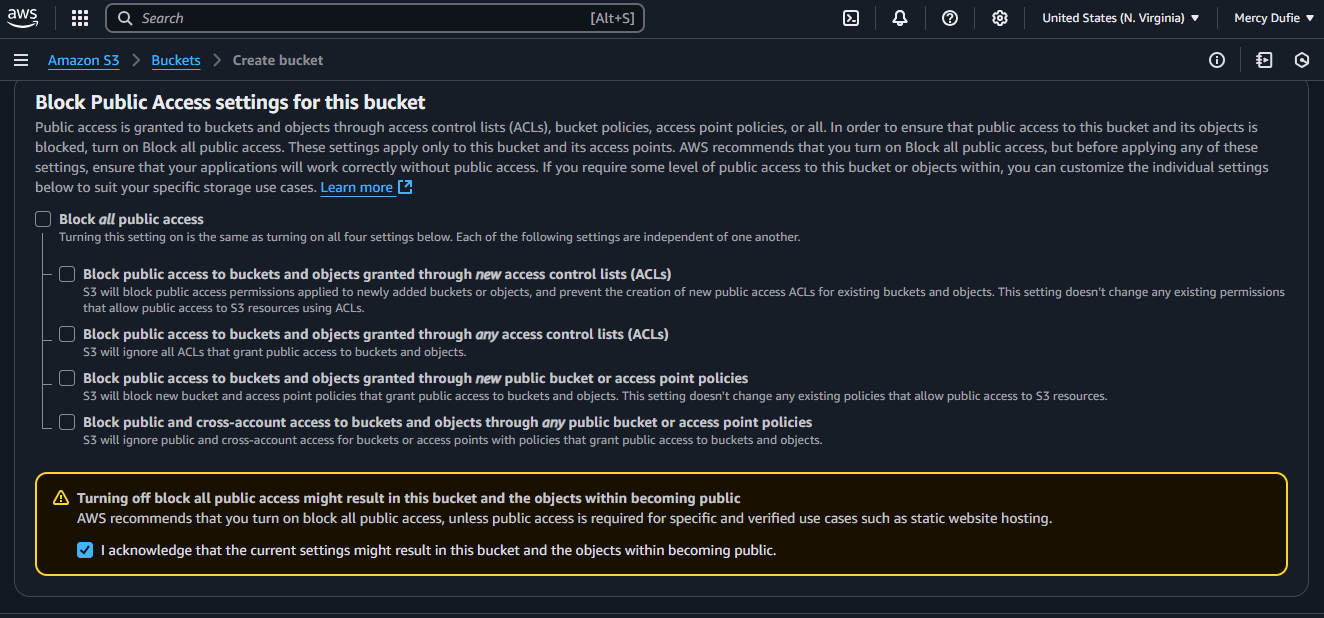 aws
Search [Alt+S]
United States (N. Virginia) ▼
Mercy Dufie ▼
Amazon S3 > Buckets > Create bucket
Block Public Access settings for this bucket
Public access is granted to buckets and objects through access control lists (ACLs), bucket policies, access point policies, or all. In order to ensure that public access to this bucket and its objects is
blocked, turn on Block all public access. These settings apply only to this bucket and its access points. AWS recommends that you turn on Block all public access, but before applying any of these
settings, ensure that your applications will work correctly without public access. If you require some level of public access to this bucket or objects within, you can customize the individual settings
below to suit your specific storage use cases. Learn more
Block all public access
Turning this setting on is the same as turning on all four settings below. Each of the following settings are independent of one another.
Block public access to buckets and objects granted through new access control lists (ACLs)
S3 will block public access permissions applied to newly added buckets or objects, and prevent the creation of new public access ACLs for existing buckets and objects. This setting doesn't change any existing permissions
that allow public access to S3 resources using ACLs.
Block public access to buckets and objects granted through any access control lists (ACLs)
S3 will ignore all ACLs that grant public access to buckets and objects.
Block public access to buckets and objects granted through new public bucket or access point policies
S3 will block new bucket and access point policies that grant public access to buckets and objects. This setting doesn't change any existing policies that allow public access to S3 resources.
Block public and cross-account access to buckets and objects through any public bucket or access point policies
S3 will ignore public and cross-account access for buckets or access points with policies that grant public access to buckets and objects.
Turning off block all public access might result in this bucket and the objects within becoming public
AWS recommends that you turn on block all public access, unless public access is required for specific and verified use cases such as static website hosting.
I acknowledge that the current settings might result in this bucket and the objects within becoming public.